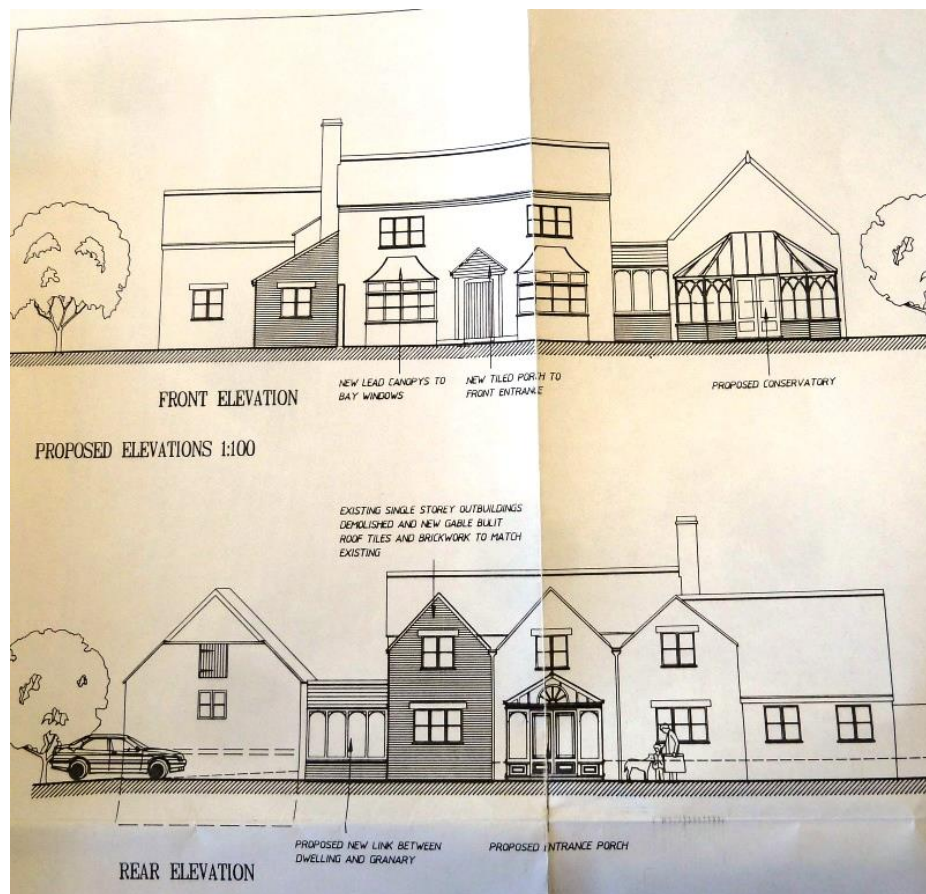 NEW LEAD CANOPYS TO
BAY WINDOWS
NEW TILED PORCH TO
FRONT ENTRANCE
PROPOSED CONSERVATORY
FRONT ELEVATION
PROPOSED ELEVATIONS 1:100
EXISTING SINGLE STOREY OUTBUILDINGS
DEMOLISHED AND NEW GABLE BULIT
ROOF TILES AND BRICKWORK TO MATCH
EXISTING
PROPOSED NEW LINK BETWEEN
DWELLING AND GRANARY
PROPOSED ENTRANCE PORCH
REAR ELEVATION